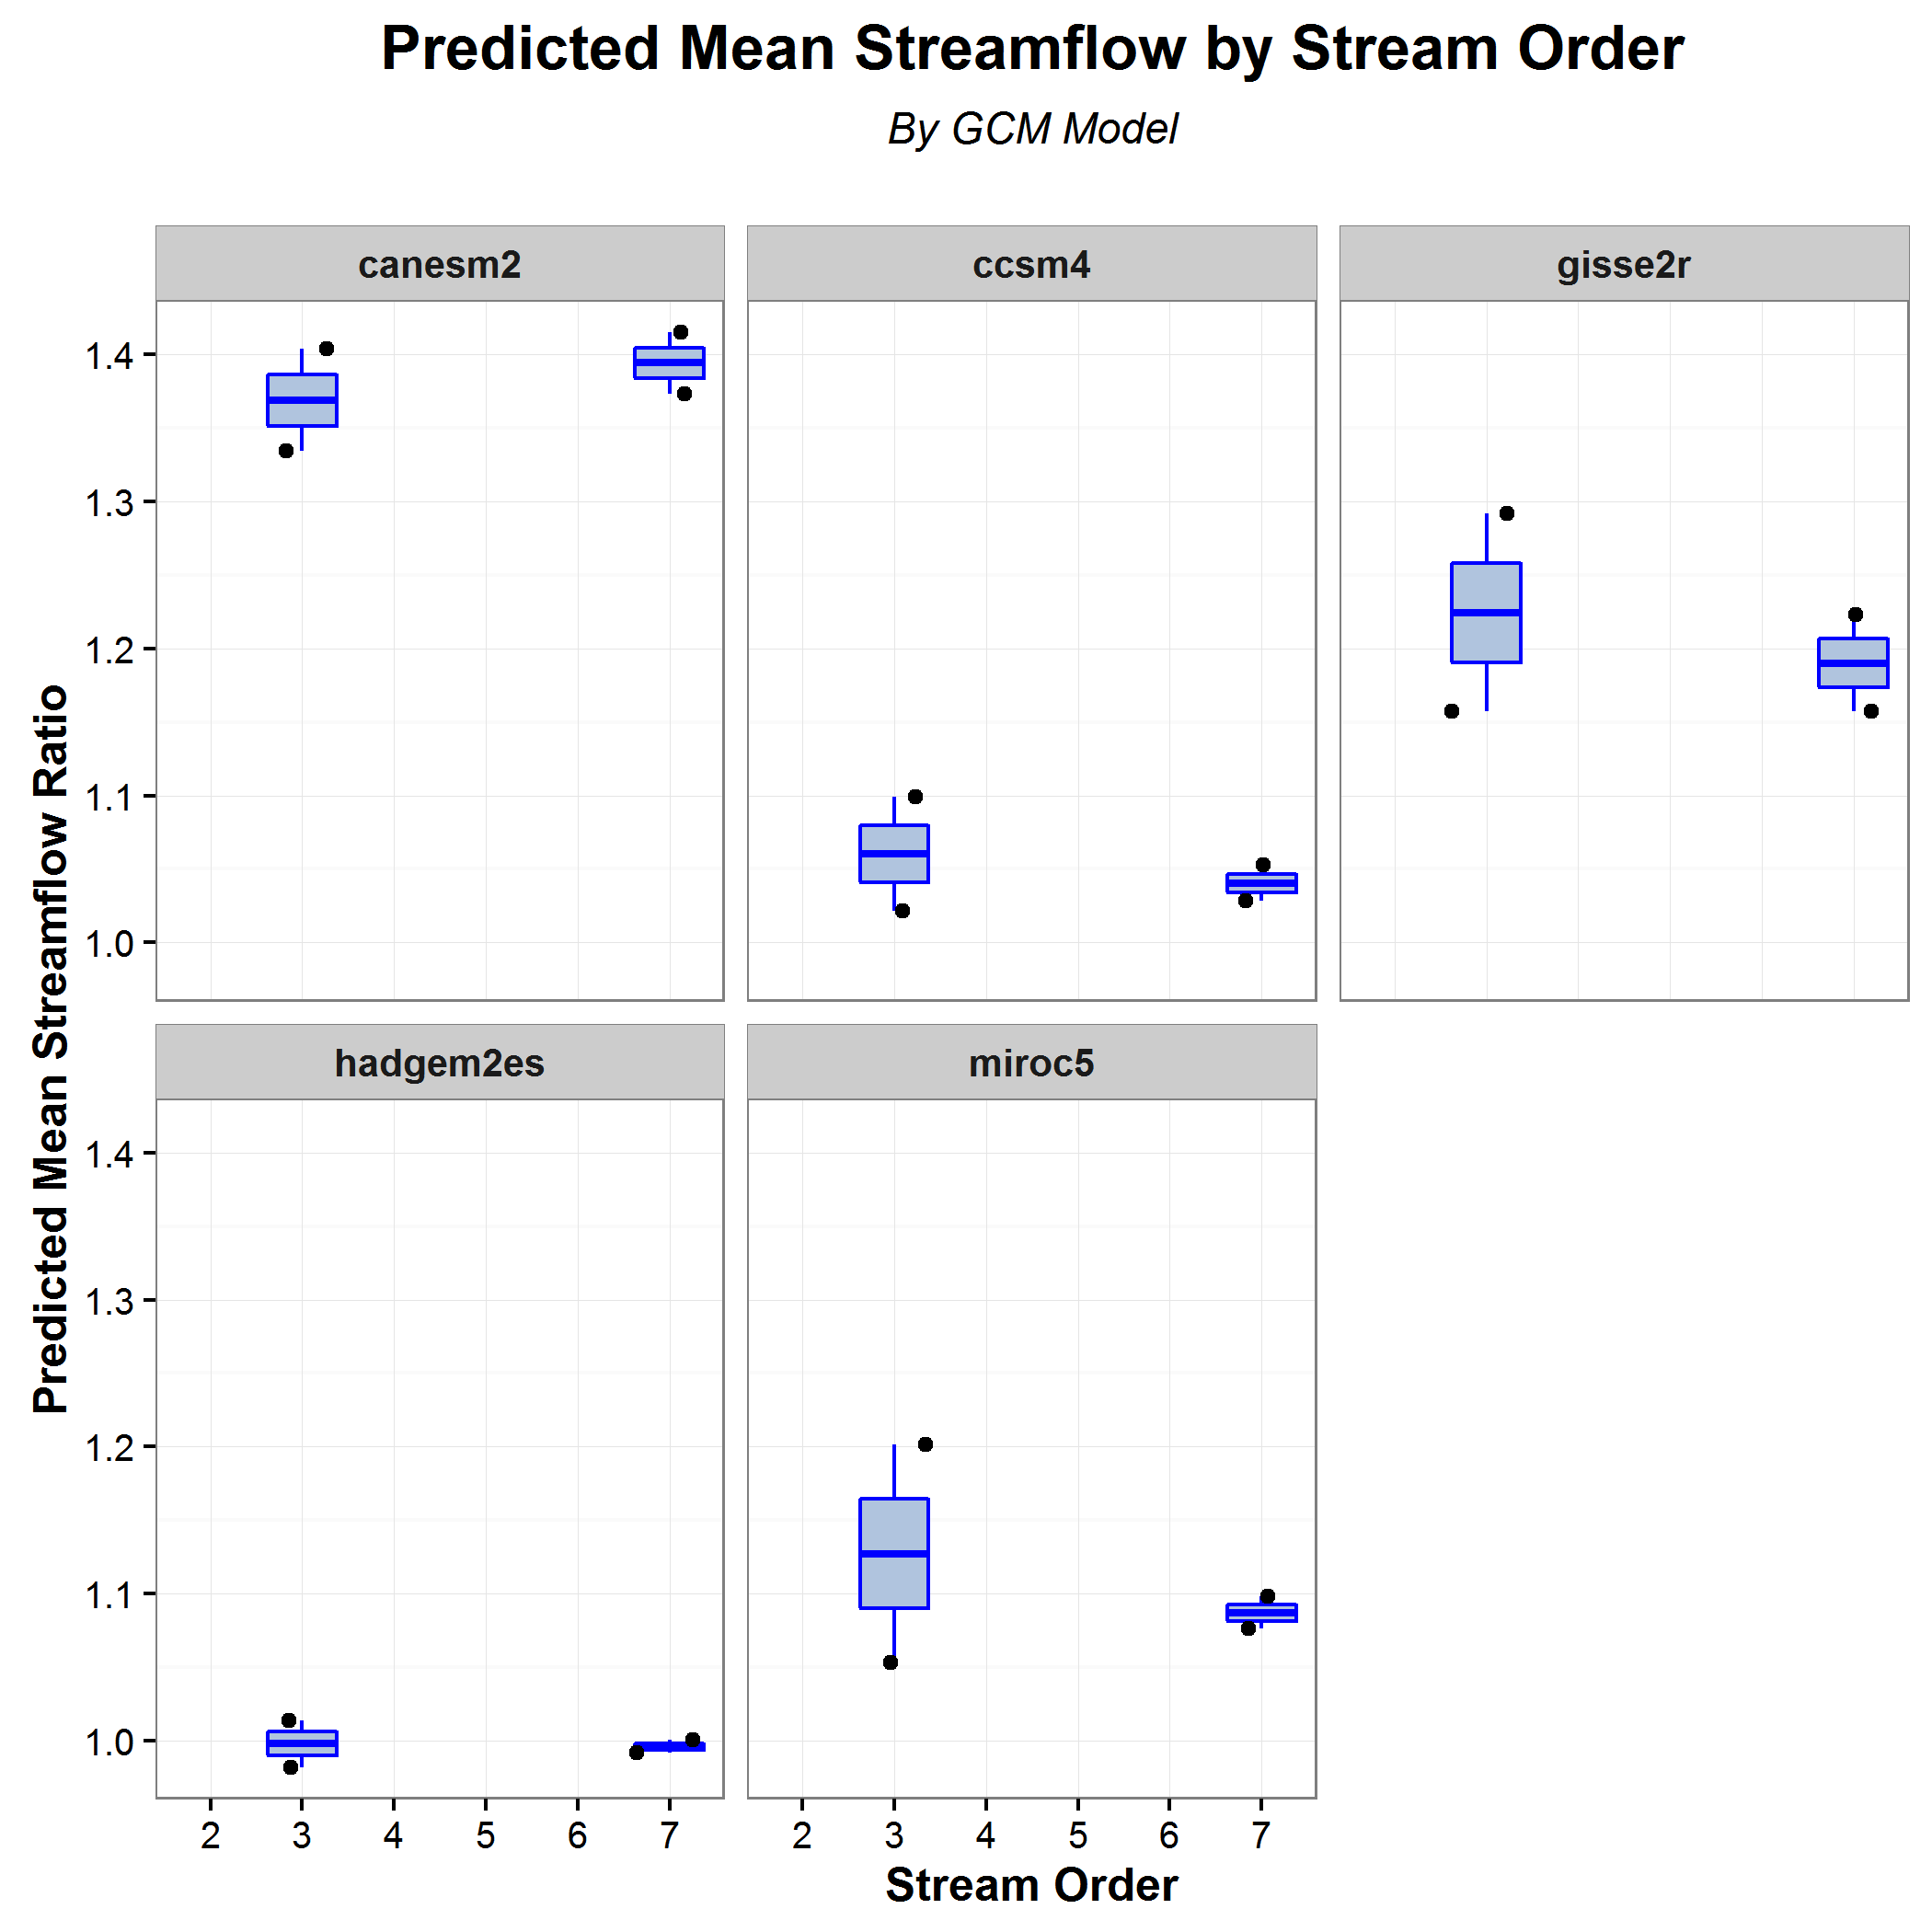 Predicted Mean Streamflow by Stream Order
By GCM Model
canesm2
ccsm4
gisse2r
1.4
1.3
1.2
1.1
1.0
Predicted Mean Streamflow Ratio
hadgem2es
miroc5
1.4
1.3
1.2
1.1
1.0
2 3 4 5 6 7
2 3 4 5 6 7
Stream Order